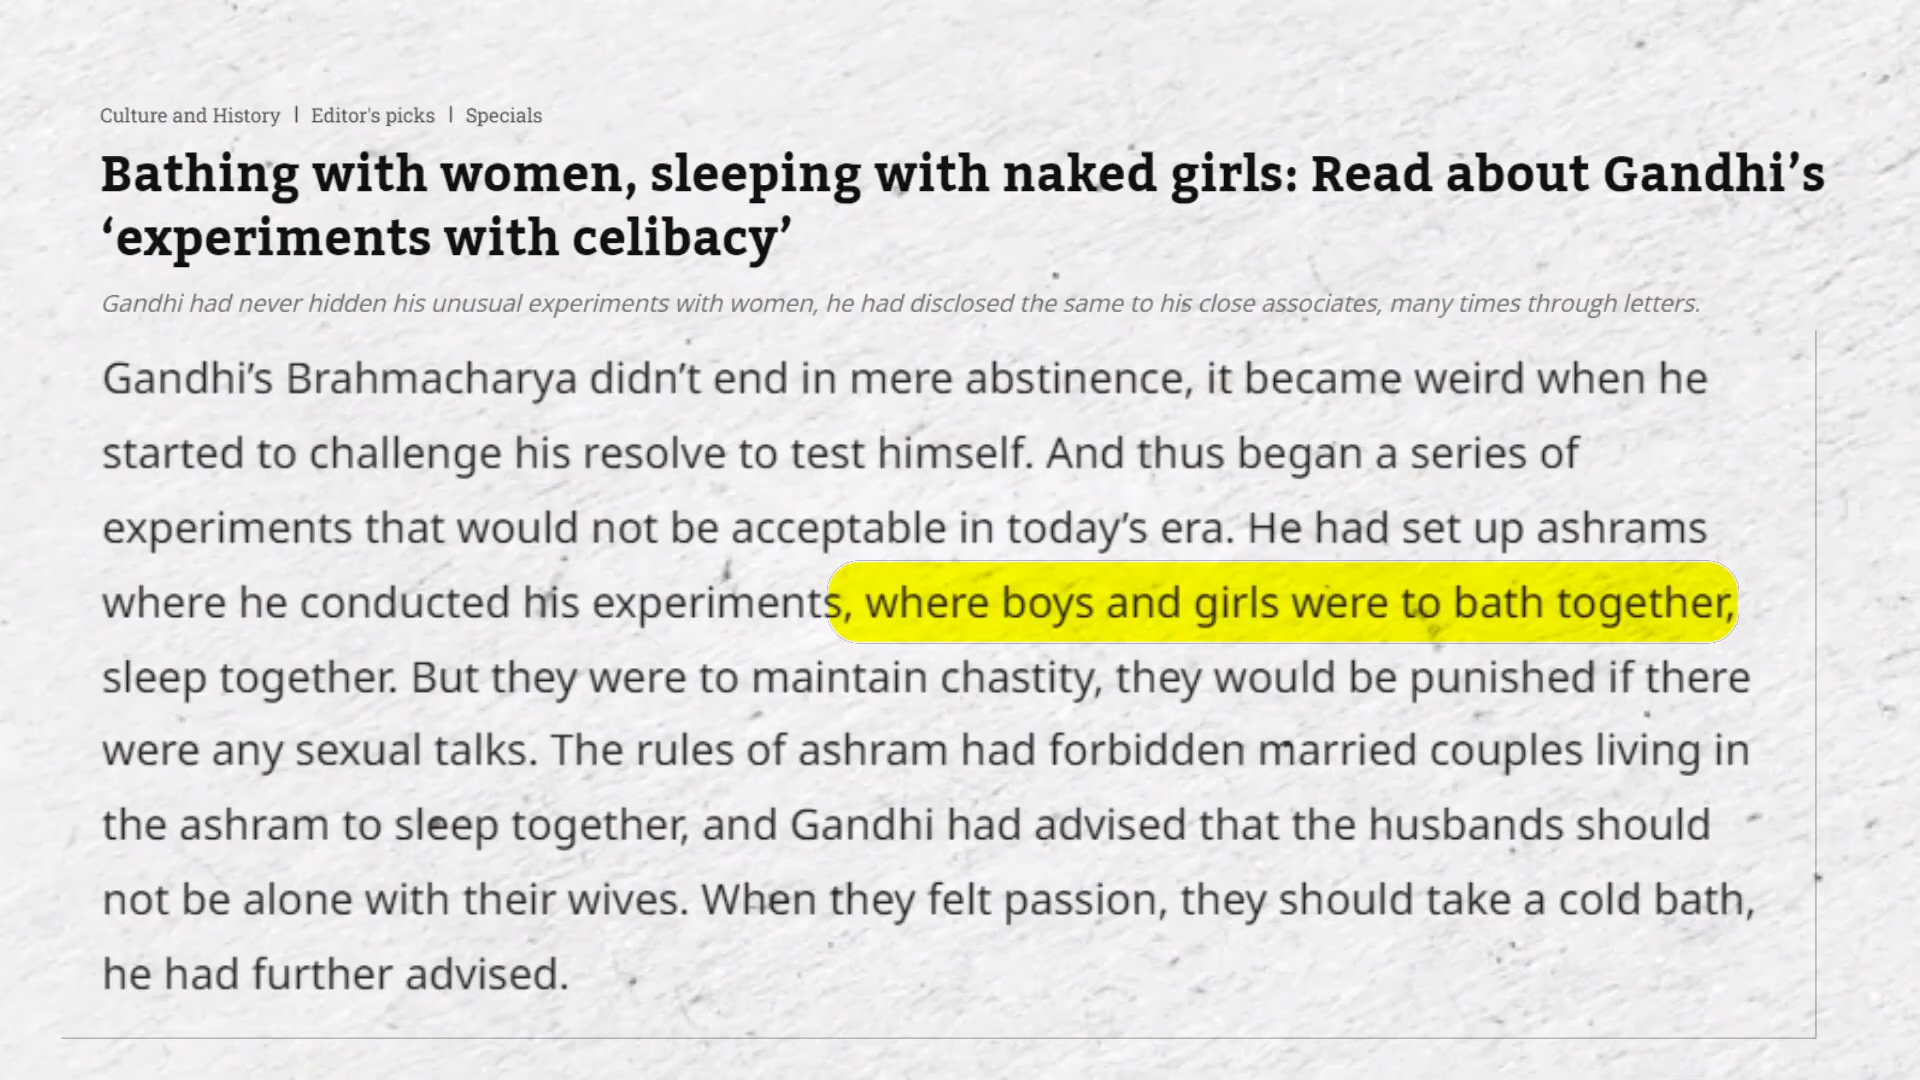 Culture and History | Editor's picks | Specials
Bathing with women, sleeping with naked girls: Read about Gandhi’s
‘experiments with celibacy’
Gandhi had never hidden his unusual experiments with women, he had disclosed the same to his close associates, many times through letters.
Gandhi’s Brahmacharya didn’t end in mere abstinence, it became weird when he
started to challenge his resolve to test himself. And thus began a series of
experiments that would not be acceptable in today’s era. He had set up ashrams
where he conducted his experiments, where boys and girls were to bath together,
sleep together. But they were to maintain chastity, they would be punished if there
were any sexual talks. The rules of ashram had forbidden married couples living in
the ashram to sleep together, and Gandhi had advised that the husbands should
not be alone with their wives. When they felt passion, they should take a cold bath,
he had further advised.